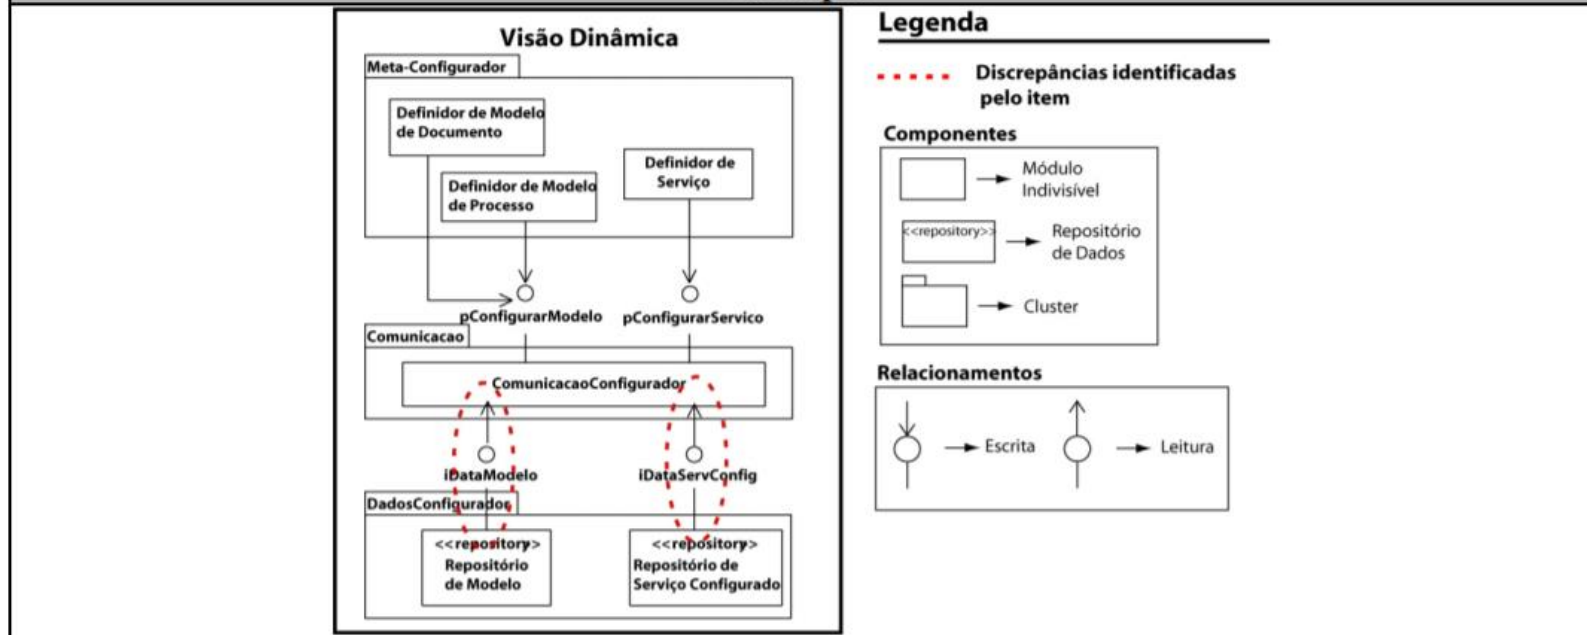 Visão Dinâmica
Meta-Configurador
Definidor de Modelo
de Documento
Definidor de Modelo
de Processo
Definidor de
Serviço
pConfigurarModelo
pConfigurarServico
Comunicacao
ComunicacaoConfigurador
iDataModelo
iDataServConfig
DadosConfigurador
<<repository>>
Repositório
de Modelo
<<repository>>
Repositório de
Serviço Configurado
Legenda
Discrepâncias identificadas
pelo item
Componentes
Módulo
Indivisível
<<repository>>
Repositório
de Dados
Cluster
Relacionamentos
Escrita
Leitura